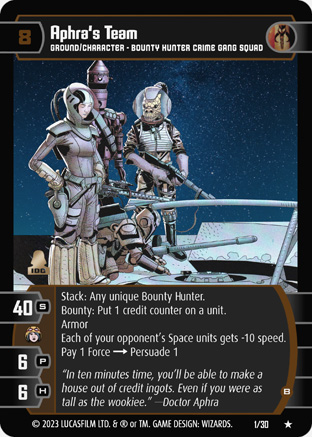 8
Aphra's Team
GROUND/CHARACTER - BOUNTY HUNTER CRIME GANG SQUAD
IDG
40 S
6 P
6 H
Stack: Any unique Bounty Hunter.
Bounty: Put 1 credit counter on a unit.
Armor
Each of your opponent's Space units gets -10 speed.
Pay 1 Force → Persuade 1
"In ten minutes time, you'll be able to make a
house out of credit ingots. Even if you were as
tall as the wookiee." —Doctor Aphra
B
© 2023 LUCASFILM LTD. & ® or TM. GAME DESIGN: WIZARDS.
1/30 ★